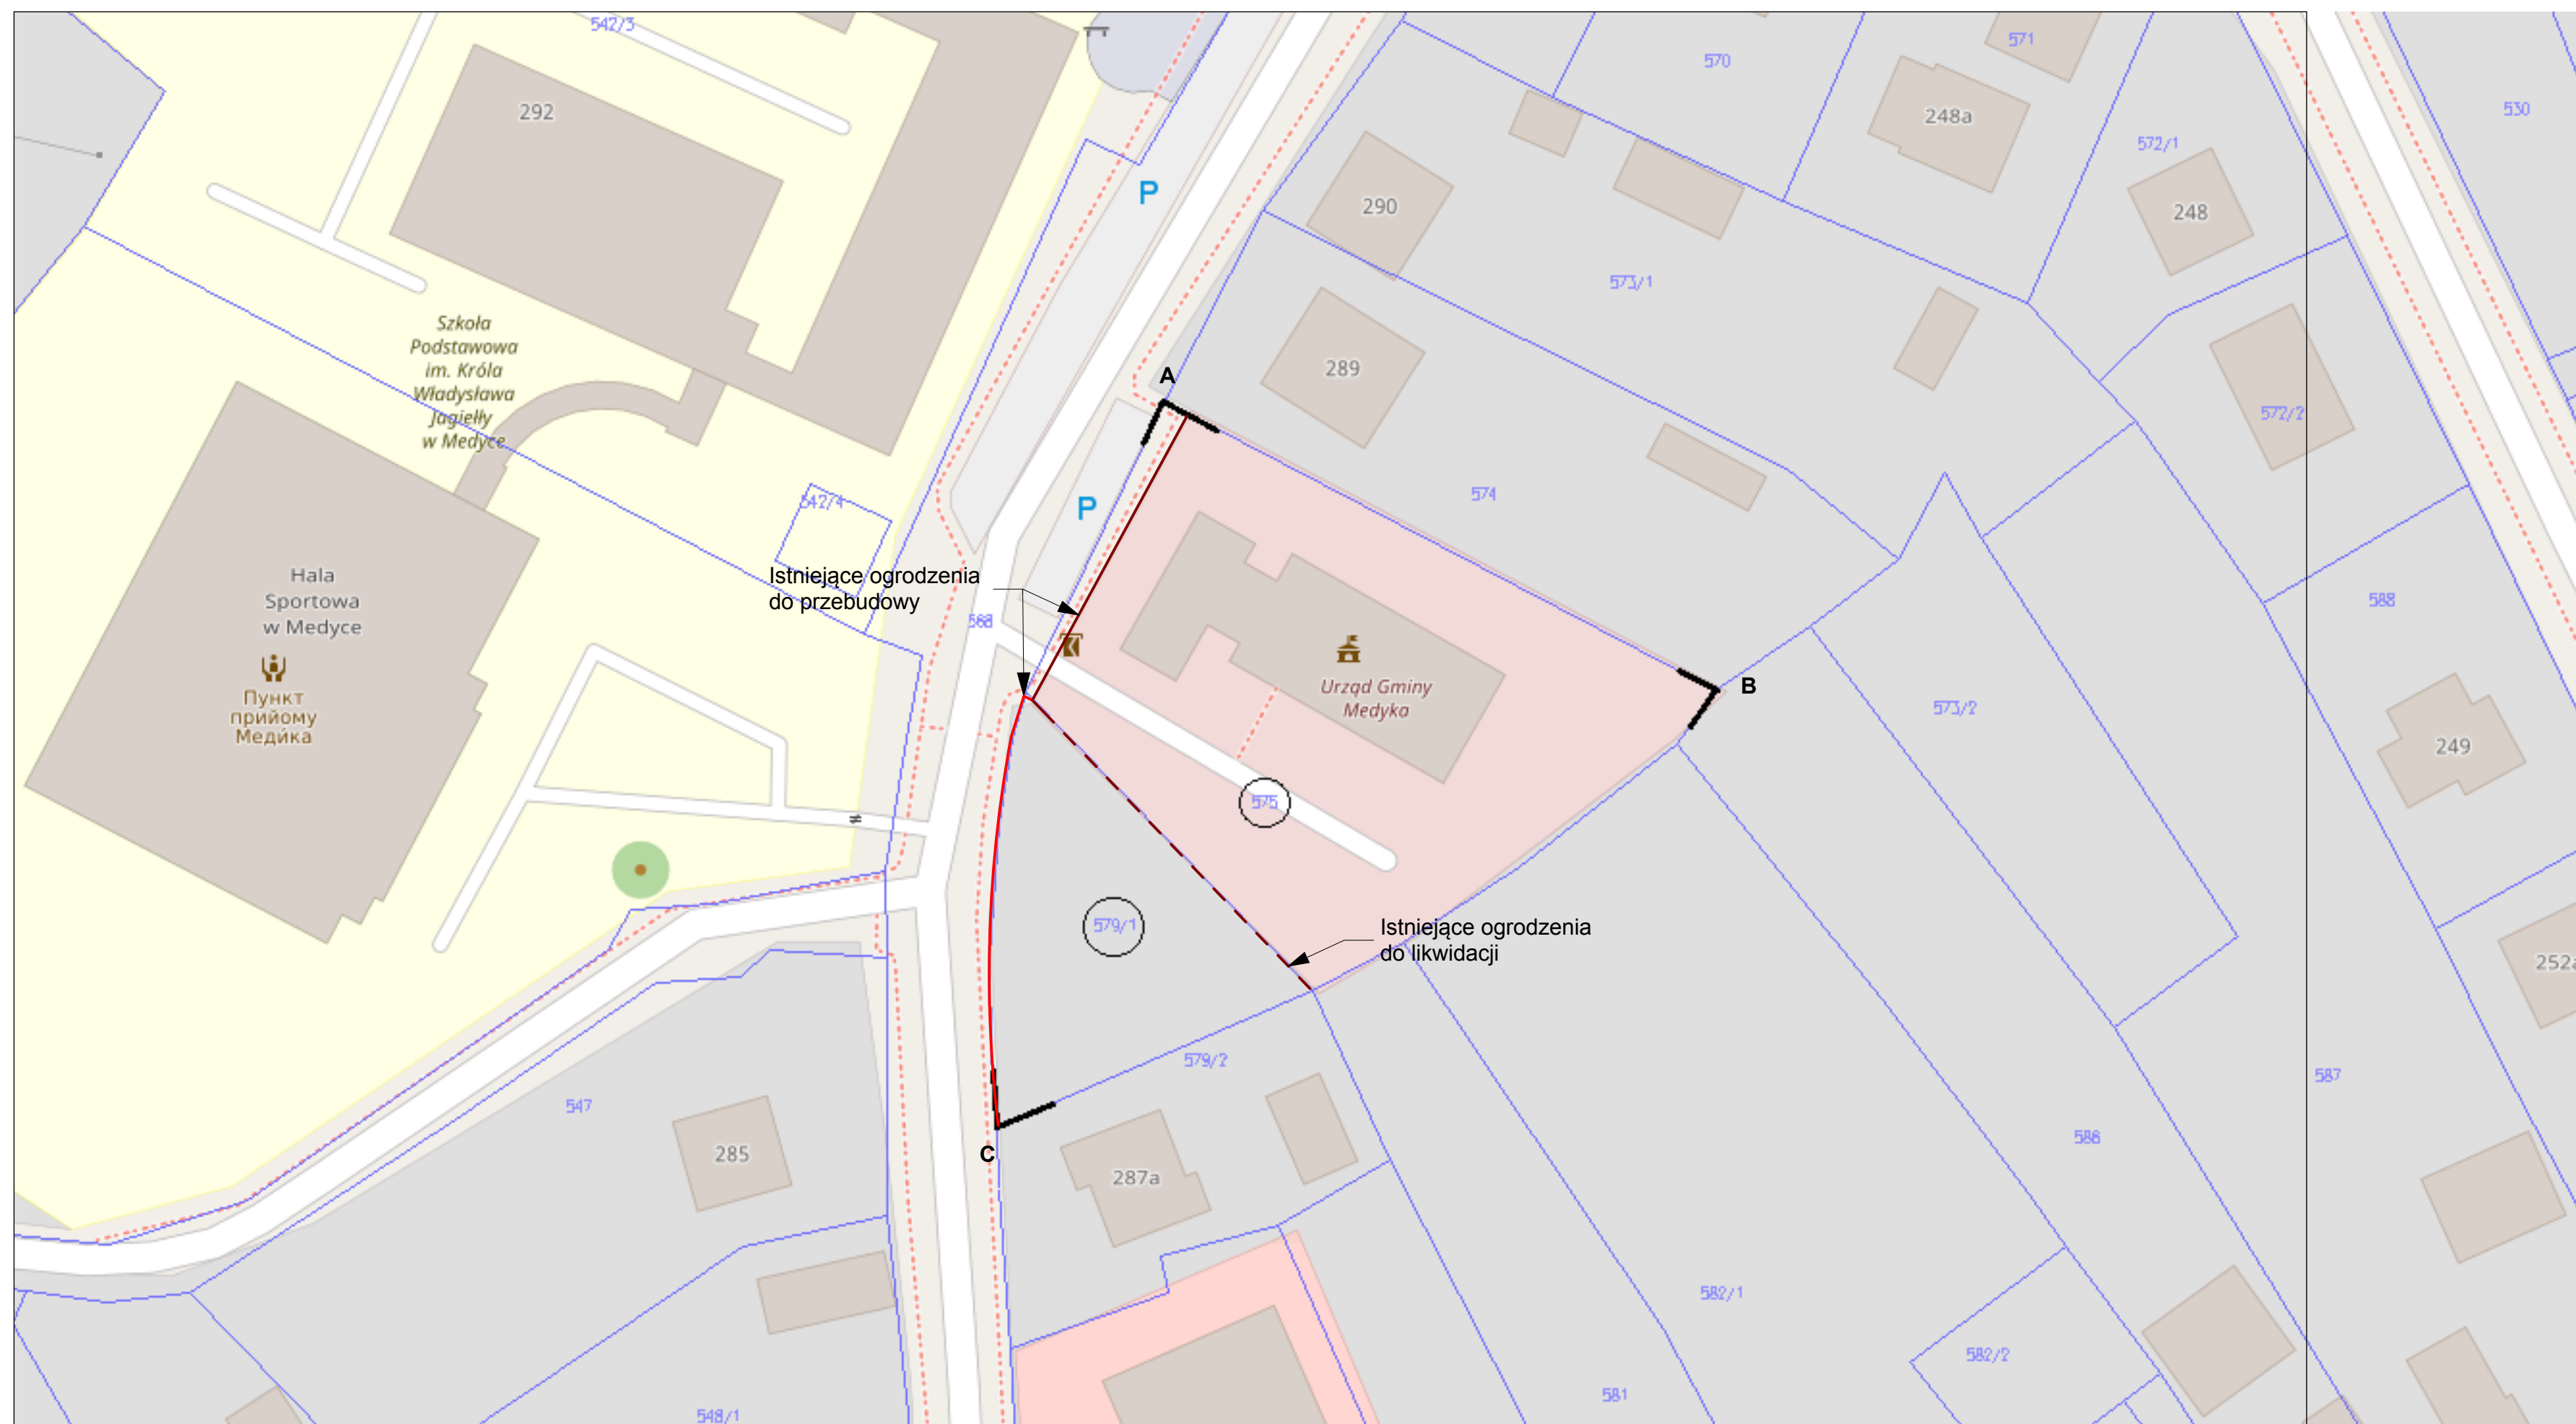 542/3
571
570
530
292
248a
572/1
P
290
248
573/1
Szkoła
Podstawowa
im. Króla
Władysława
Jagiełły
w Medyce
289
A
572/2
542/4
P
574
Hala
Sportowa
w Medyce
Istniejące ogrodzenia
do przebudowy
588
568
Пункт
прийому
Меди́ка
Urząd Gminy
Medyka
B
573/2
249
575
579/1
Istniejące ogrodzenia
do likwidacji
252a
579/2
587
547
586
285
C
287a
582/1
582/2
581
548/1